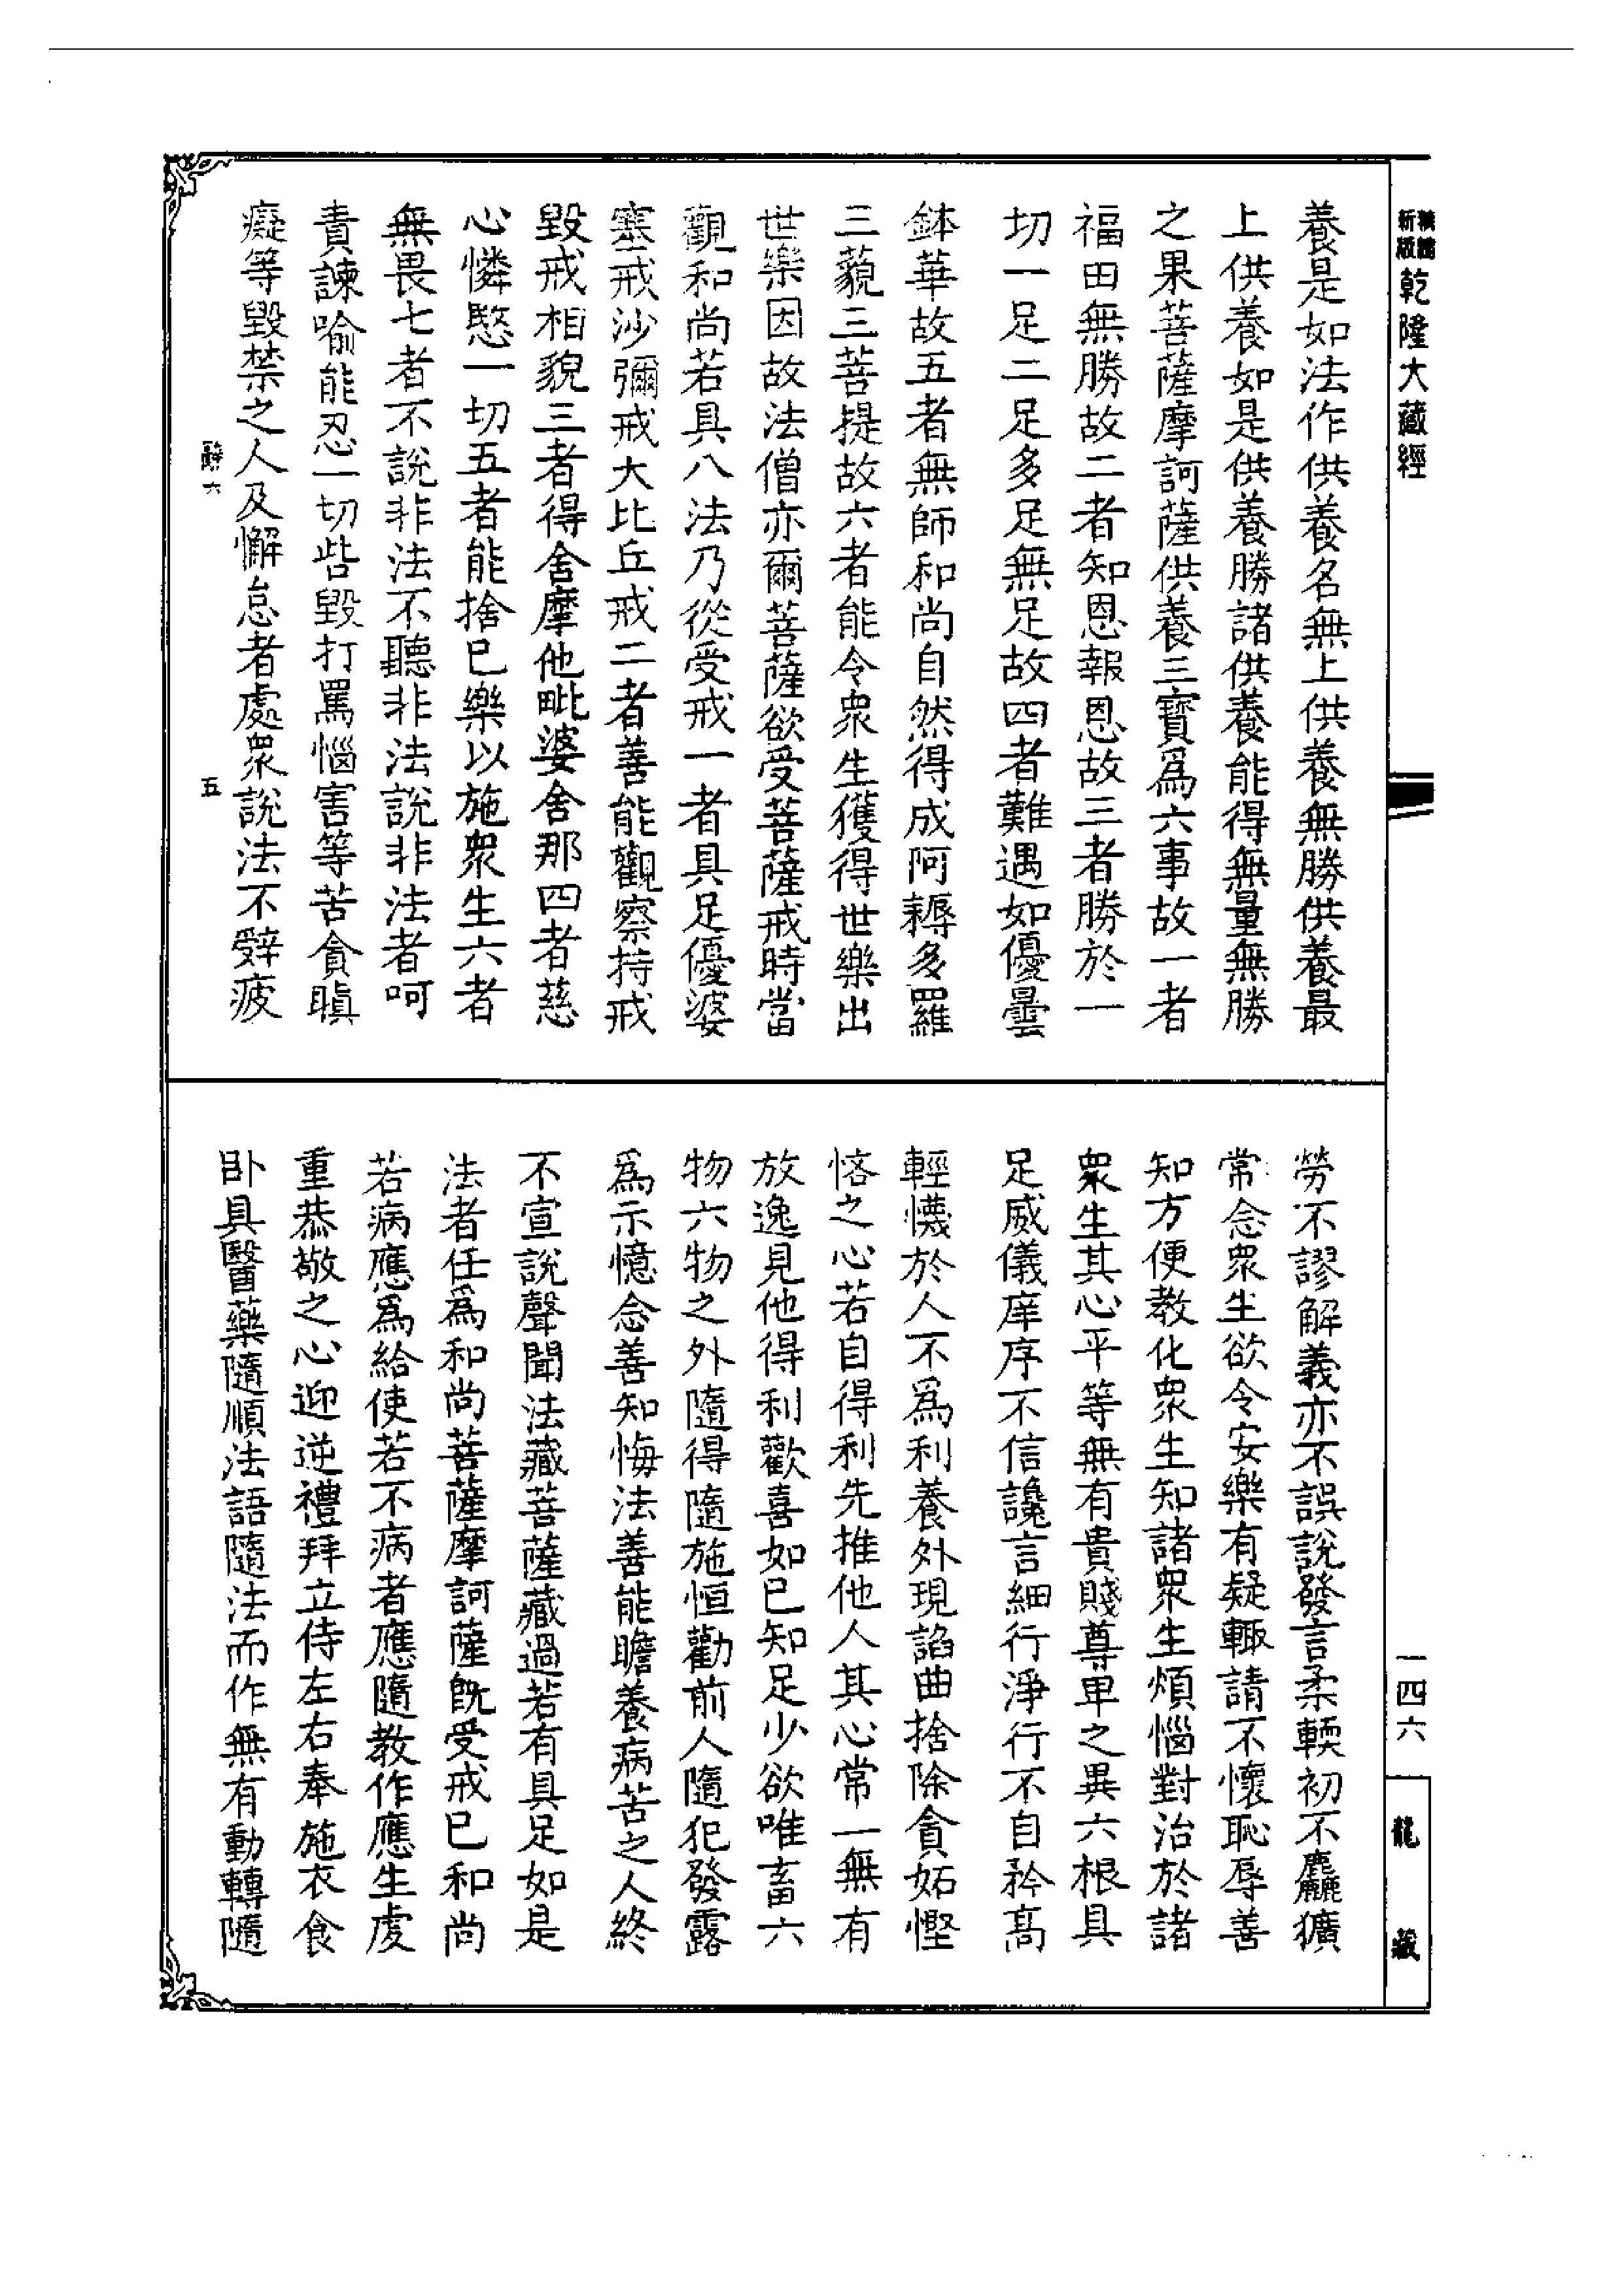 乾隆大藏經
養是如法作供養名無上供養無勝供養最
上供養如是供養勝諸供養能得無量無勝
之果菩薩摩訶薩供養三寶爲六事故一者
福田無勝故二者知恩報恩故三者勝於一
切一足二足多足無足故四者難遇如優曇
鉢華故五者無師和尚自然得成阿耨多羅
三藐三菩提故六者能令衆生獲得世樂出
世樂因故法僧亦爾菩薩欲受菩薩戒時當
觀和尚若具八法乃從受戒一者具足優婆
塞戒沙彌戒大比丘戒二者善能觀察持戒
毀戒相貌三者得舍摩他毗婆舍那四者慈
心憐愍一切五者能捨已樂以施衆生六者
無畏七者不說非法不聽非法說非法者呵
責諫喻能忍一切呰毀打罵惱害等苦貪瞋
癡等毀禁之人及懈怠者處衆說法不辤疲
六
五
勞不謬解義亦不誤說發言柔輭初不麤獷
常念衆生欲令安樂有疑輙請不懷恥辱善
知方便教化衆生知諸衆生煩惱對治於諸
衆生其心平等無有貴賤尊卑之異六根具
足威儀庠序不信讒言細行淨行不自矜高
輕懱於人不爲利養外現諂曲捨除貪妬慳
悋之心若自得利先推他人其心常一無有
放逸見他得利歡喜如已知足少欲唯畜六
物六物之外隨得隨施恒勸前人隨犯發露
爲示憶念善知悔法善能瞻養病苦之人終
不宣說聲聞法藏菩薩藏過若有具足如是
法者任爲和尚菩薩摩訶薩旣受戒已和尚
若病應爲給使若不病者應隨教作應生處
重恭敬之心迎逆禮拜立侍左右奉施衣食
卧具醫藥隨順法語隨法而作無有動轉隨
一四六
龍藏